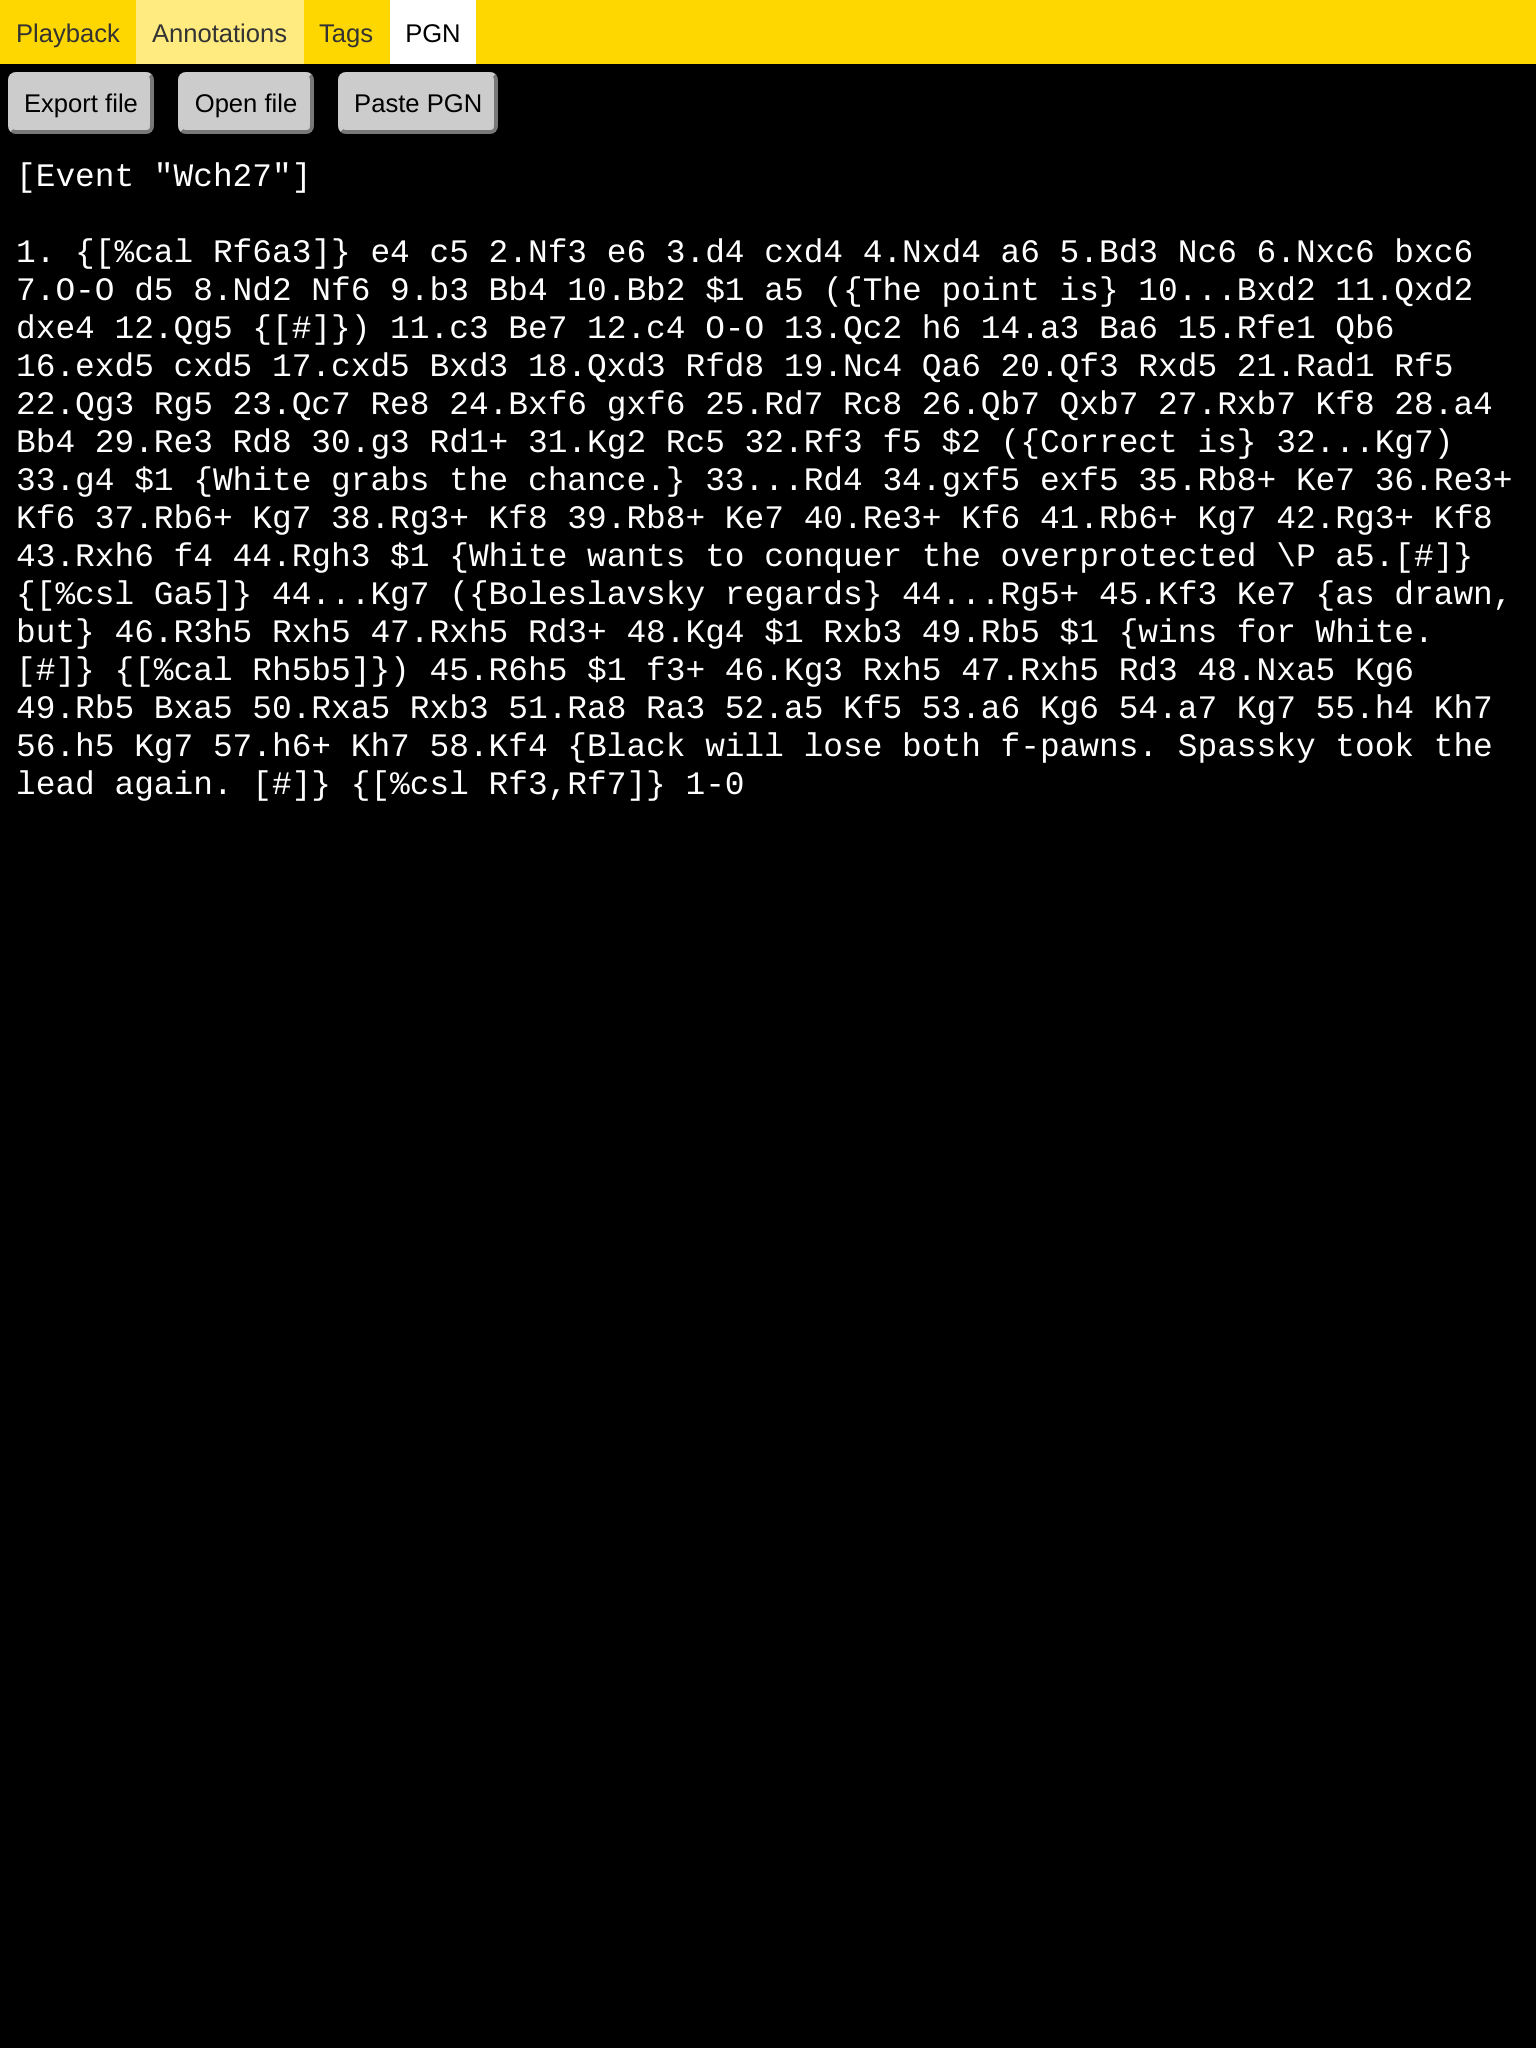 Playback Annotations Tags PGN
Export file Open file Paste PGN
[Event "Wch27"]
1. {[%cal Rf6a3]} e4 c5 2.Nf3 e6 3.d4 cxd4 4.Nxd4 a6 5.Bd3 Nc6 6.Nxc6 bxc6
7.O-O d5 8.Nd2 Nf6 9.b3 Bb4 10.Bb2 $1 a5 ({The point is} 10...Bxd2 11.Qxd2
dxe4 12.Qg5 {[#]}) 11.c3 Be7 12.c4 O-O 13.Qc2 h6 14.a3 Ba6 15.Rfe1 Qb6
16.exd5 cxd5 17.cxd5 Bxd3 18.Qxd3 Rfd8 19.Nc4 Qa6 20.Qf3 Rxd5 21.Rad1 Rf5
22.Qg3 Rg5 23.Qc7 Re8 24.Bxf6 gxf6 25.Rd7 Rc8 26.Qb7 Qxb7 27.Rxb7 Kf8 28.a4
Bb4 29.Re3 Rd8 30.g3 Rd1+ 31.Kg2 Rc5 32.Rf3 f5 $2 ({Correct is} 32...Kg7)
33.g4 $1 {White grabs the chance.} 33...Rd4 34.gxf5 exf5 35.Rb8+ Ke7 36.Re3+
Kf6 37.Rb6+ Kg7 38.Rg3+ Kf8 39.Rb8+ Ke7 40.Re3+ Kf6 41.Rb6+ Kg7 42.Rg3+ Kf8
43.Rxh6 f4 44.Rgh3 $1 {White wants to conquer the overprotected \P a5.[#]}
{[%csl Ga5]} 44...Kg7 ({Boleslavsky regards} 44...Rg5+ 45.Kf3 Ke7 {as drawn,
but} 46.R3h5 Rxh5 47.Rxh5 Rd3+ 48.Kg4 $1 Rxb3 49.Rb5 $1 {wins for White.
[#]} {[%cal Rh5b5]}) 45.R6h5 $1 f3+ 46.Kg3 Rxh5 47.Rxh5 Rd3 48.Nxa5 Kg6
49.Rb5 Bxa5 50.Rxa5 Rxb3 51.Ra8 Ra3 52.a5 Kf5 53.a6 Kg6 54.a7 Kg7 55.h4 Kh7
56.h5 Kg7 57.h6+ Kh7 58.Kf4 {Black will lose both f-pawns. Spassky took the
lead again. [#]} {[%csl Rf3,Rf7]} 1-0